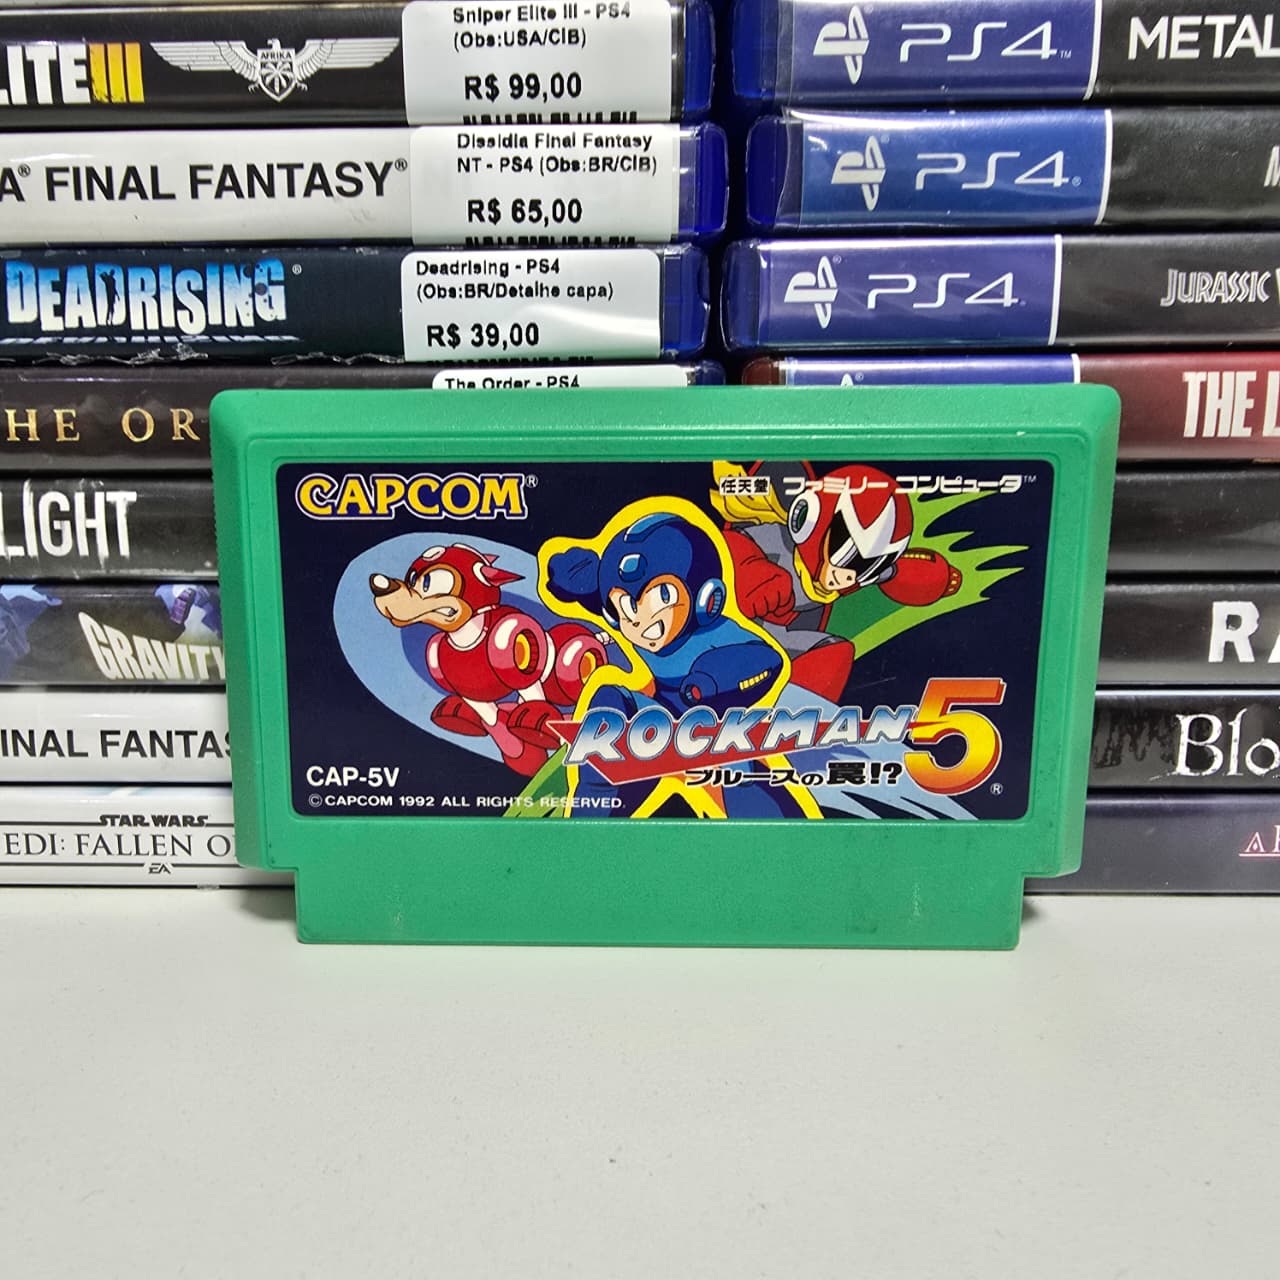 LITE III
AFRIKA
Sniper Elite III - PS4
(Obs:USA/CIB)
R$ 99,00
PS4™
METAL
A® FINAL FANTASY®
Dissidia Final Fantasy
NT - PS4 (Obs:BR/CIB)
R$ 65,00
PS4®
DEADRISING®
Deadrising - PS4
(Obs:BR/Detalhe capa)
R$ 39,00
PS4®
JURASSIC
The Order - PS4
HE OR
THE
LIGHT
GRAVITY
R
INAL FANTAS
Blo
STAR WARS
EDI: FALLEN O
EA
CAPCOM®
任天堂 ファミリー コンピュータ™
ROCKMAN 5
ブルースの罠!?
®
CAP-5V
©CAPCOM 1992 ALL RIGHTS RESERVED.